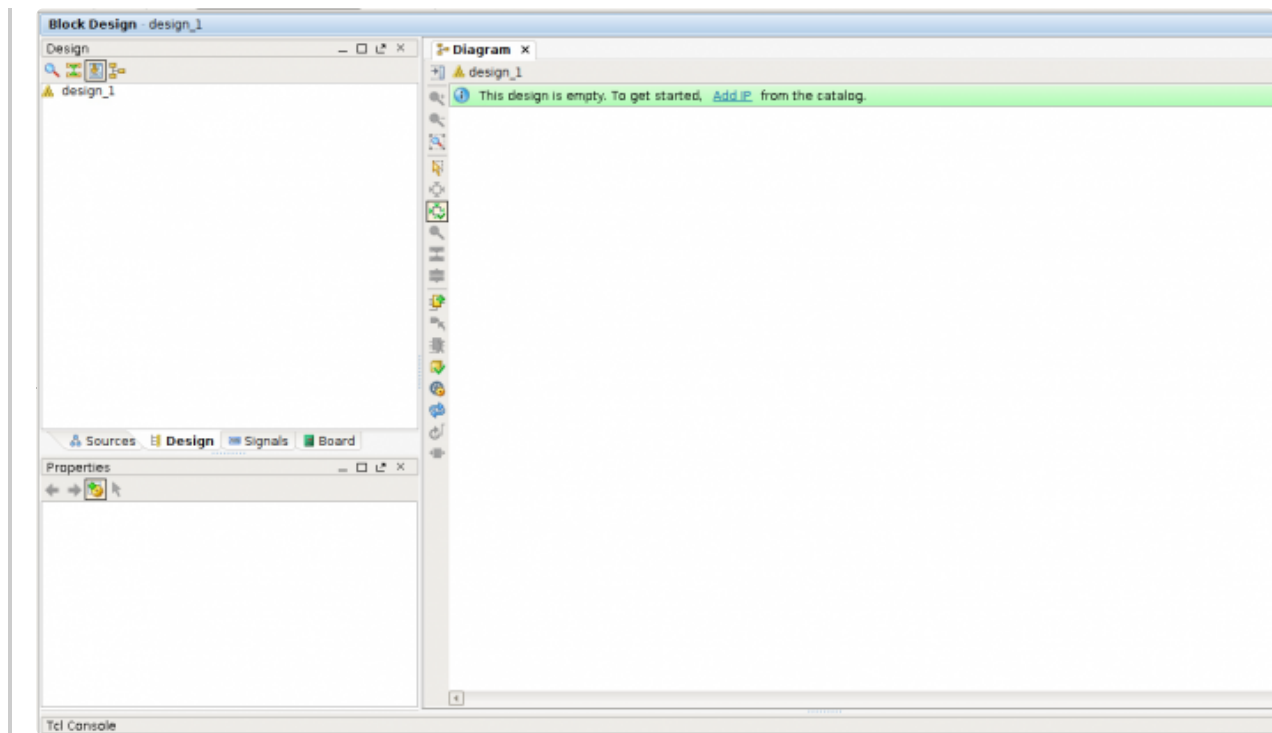 Block Design - design_1
Design
design_1
Sources Design Signals Board
Properties
Diagram
design_1
This design is empty. To get started, Add IP from the catalog.
Tcl Console